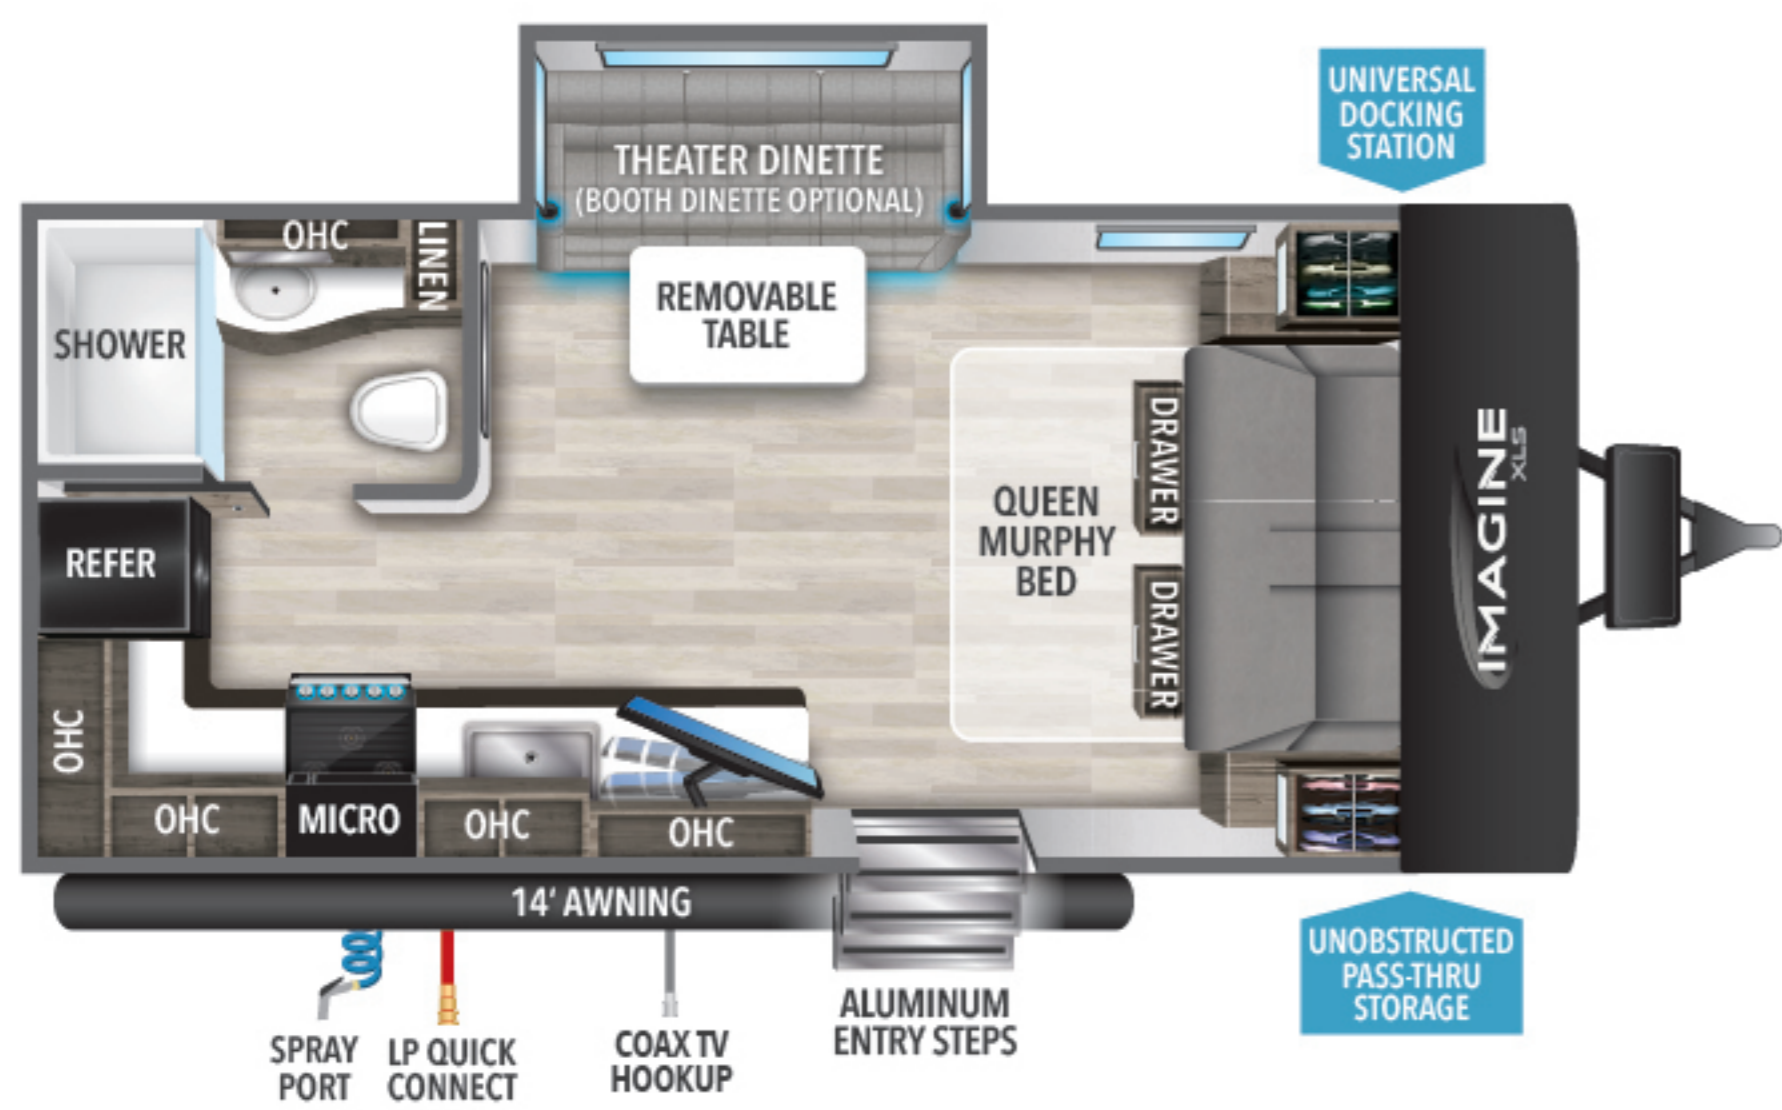 UNIVERSAL
DOCKING
STATION
THEATER DINETTE
(BOOTH DINETTE OPTIONAL)
OHC
LINEN
SHOWER
REMOVABLE
TABLE
DRAWER
QUEEN
MURPHY
BED
DRAWER
IMAGINE
XLS
REFER
OHC
OHC
MICRO
OHC
OHC
14' AWNING
SPRAY
PORT
LP QUICK
CONNECT
COAX TV
HOOKUP
ALUMINUM
ENTRY STEPS
UNOBSTRUCTED
PASS-THRU
STORAGE